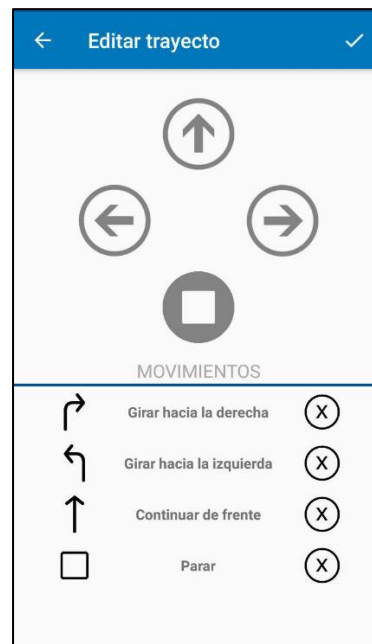 Editar trayecto
MOVIMIENTOS
Girar hacia la derecha X
Girar hacia la izquierda X
Continuar de frente X
Parar X